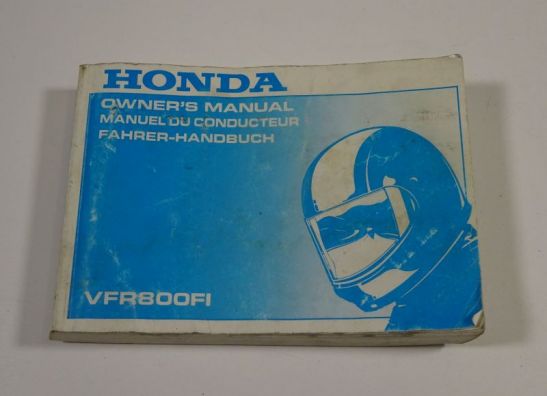 HONDA
OWNER'S MANUAL
MANUEL DU CONDUCTEUR
FAHRER-HANDBUCH
VFR800FI